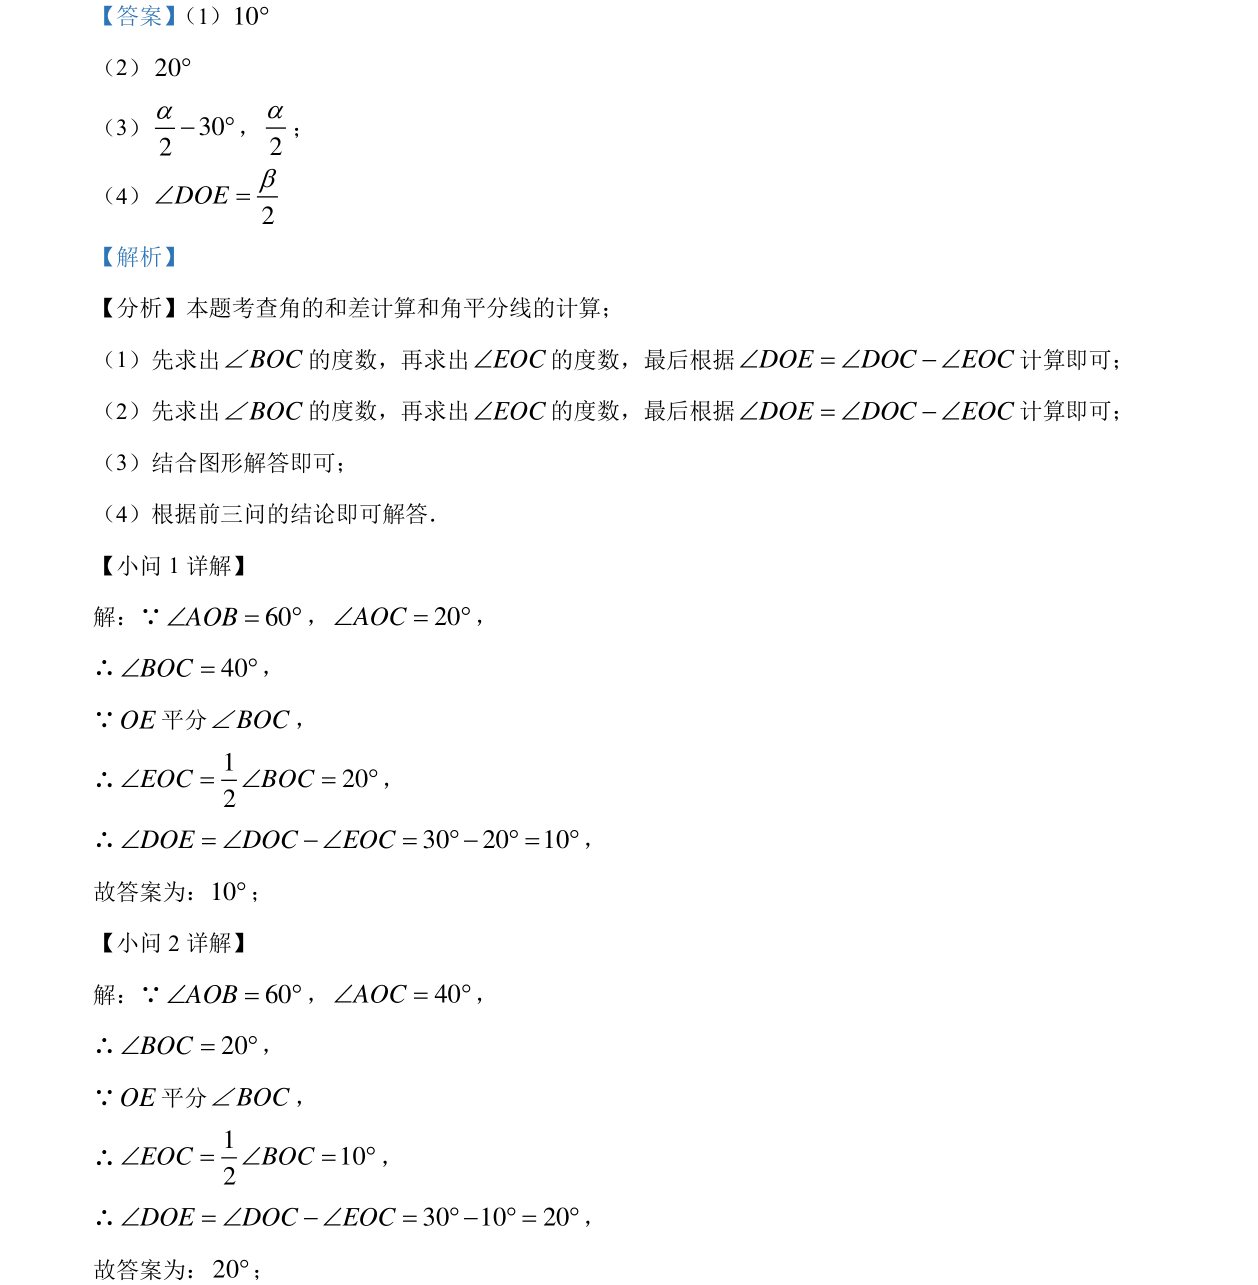 【答案】（1）10°
（2）20°
（3）α/2－30°，α/2；
（4）∠DOE＝β/2
【解析】
【分析】本题考查角的和差计算和角平分线的计算；
（1）先求出∠BOC的度数，再求出∠EOC的度数，最后根据∠DOE＝∠DOC－∠EOC计算即可；
（2）先求出∠BOC的度数，再求出∠EOC的度数，最后根据∠DOE＝∠DOC－∠EOC计算即可；
（3）结合图形解答即可；
（4）根据前三问的结论即可解答．
【小问1详解】
解：∵∠AOB＝60°，∠AOC＝20°，
∴∠BOC＝40°，
∵OE平分∠BOC，
∴∠EOC＝1/2∠BOC＝20°，
∴∠DOE＝∠DOC－∠EOC＝30°－20°＝10°，
故答案为：10°；
【小问2详解】
解：∵∠AOB＝60°，∠AOC＝40°，
∴∠BOC＝20°，
∵OE平分∠BOC，
∴∠EOC＝1/2∠BOC＝10°，
∴∠DOE＝∠DOC－∠EOC＝30°－10°＝20°，
故答案为：20°；